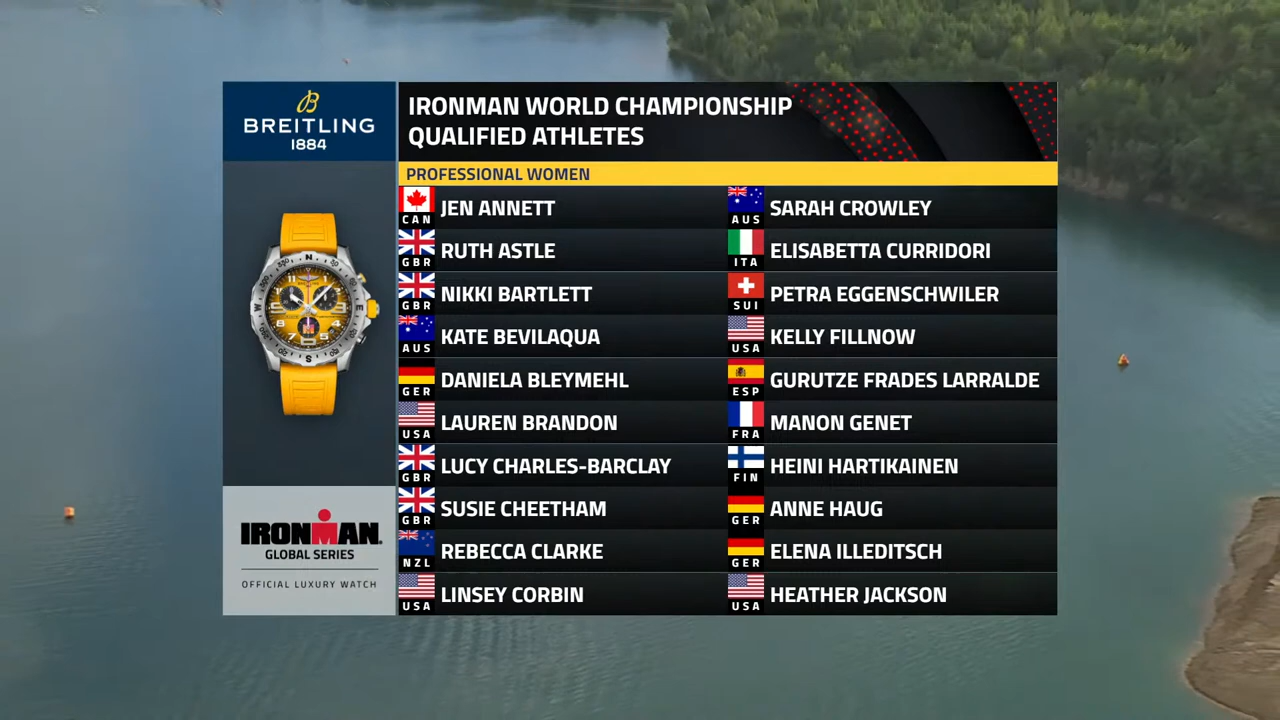 BREITLING
1884
IRONMAN WORLD CHAMPIONSHIP
QUALIFIED ATHLETES
PROFESSIONAL WOMEN
CAN JEN ANNETT
GBR RUTH ASTLE
GBR NIKKI BARTLETT
AUS KATE BEVILAQUA
GER DANIELA BLEYMEHL
USA LAUREN BRANDON
GBR LUCY CHARLES-BARCLAY
GBR SUSIE CHEETHAM
NZL REBECCA CLARKE
USA LINSEY CORBIN
AUS SARAH CROWLEY
ITA ELISABETTA CURRIDORI
SUI PETRA EGGENSCHWILER
USA KELLY FILLNOW
ESP GURUTZE FRADES LARRALDE
FRA MANON GENET
FIN HEINI HARTIKAINEN
GER ANNE HAUG
GER ELENA ILLEDITSCH
USA HEATHER JACKSON
IRONMAN
GLOBAL SERIES
OFFICIAL LUXURY WATCH